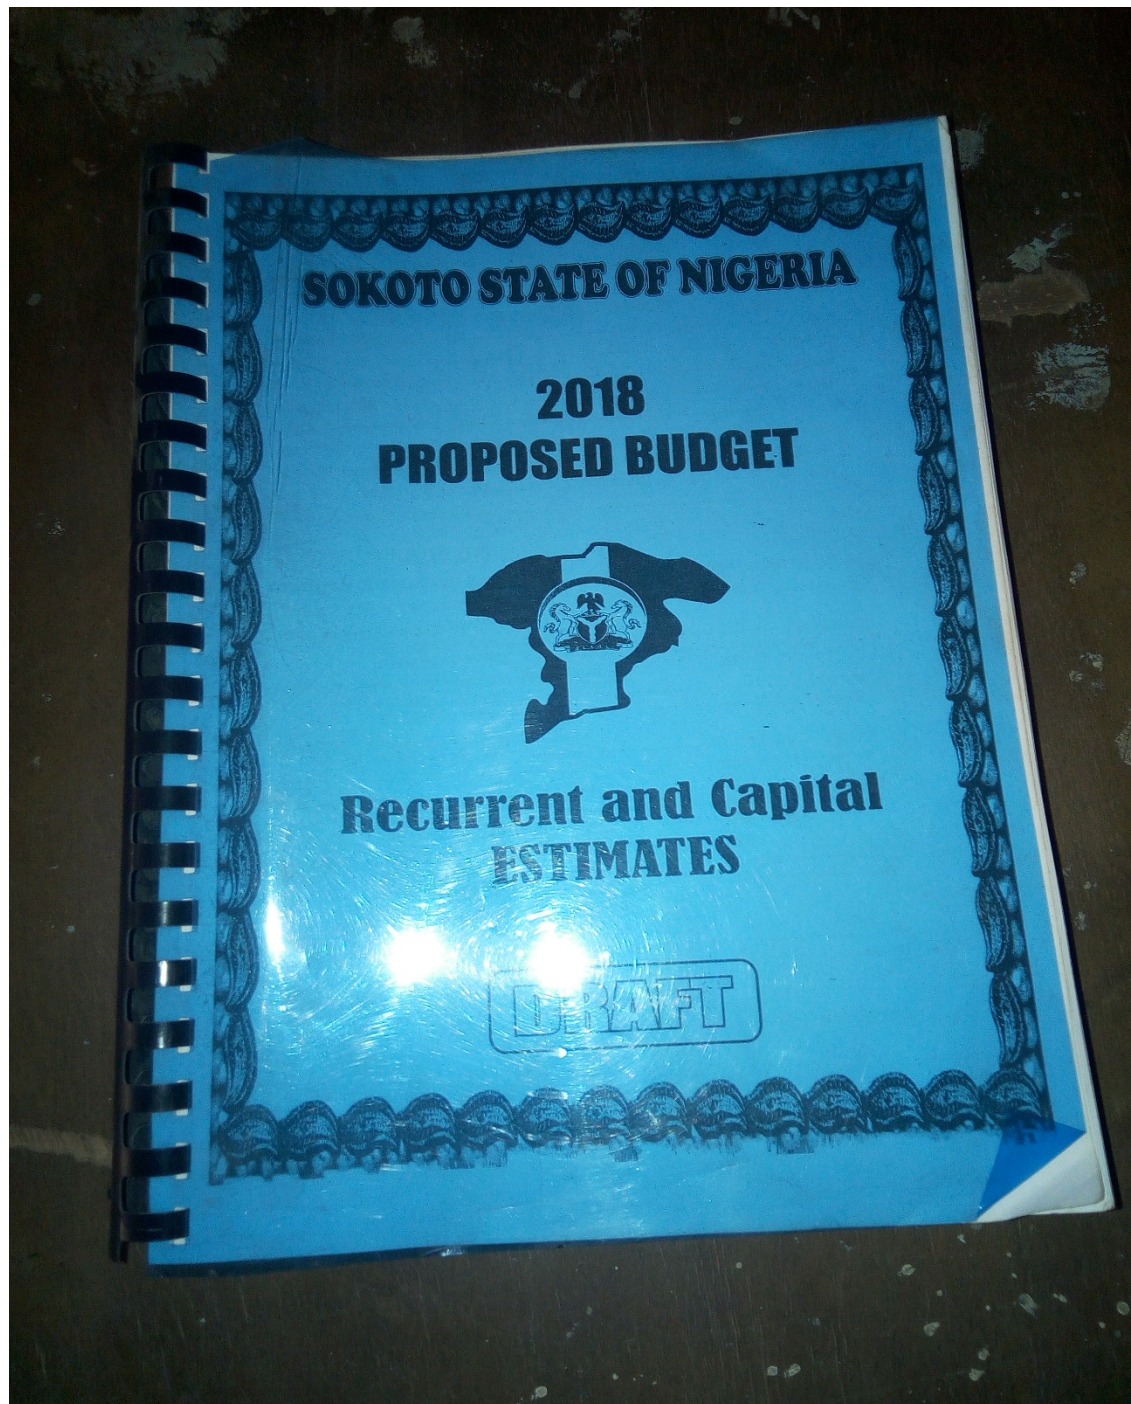 SOKOTO STATE OF NIGERIA
2018
PROPOSED BUDGET
Recurrent and Capital
ESTIMATES
DRAFT